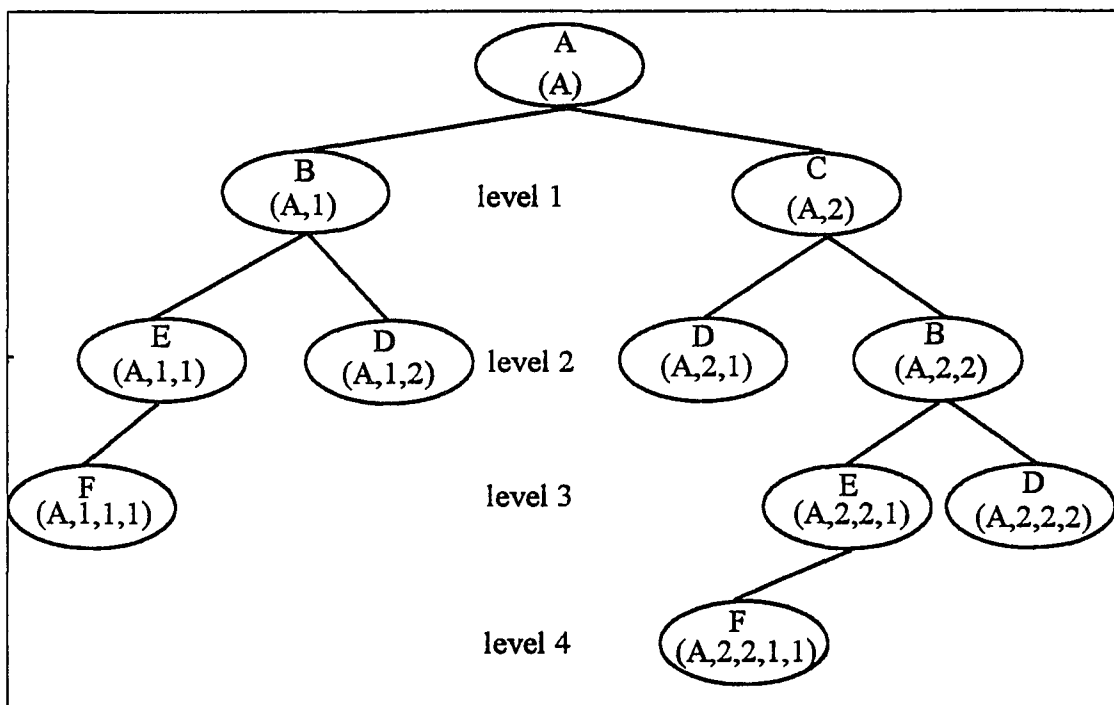 A
(A)
B
(A,1)
level 1
C
(A,2)
E
(A,1,1)
D
(A,1,2)
level 2
D
(A,2,1)
B
(A,2,2)
F
(A,1,1,1)
level 3
E
(A,2,2,1)
D
(A,2,2,2)
level 4
F
(A,2,2,1,1)